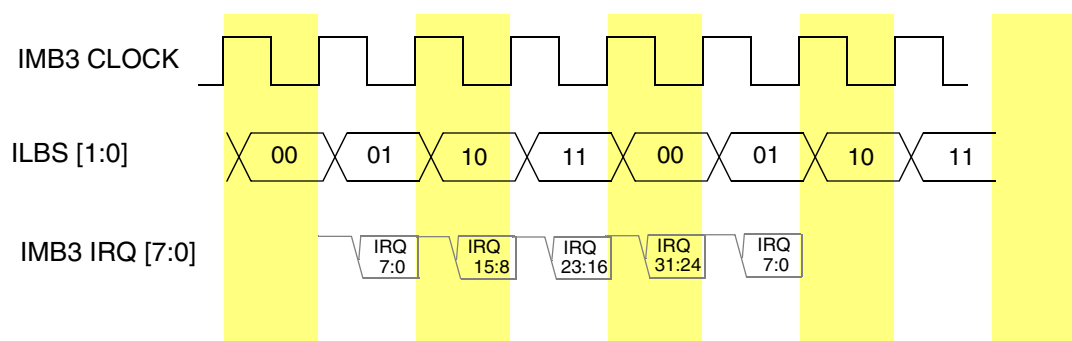 IMB3 CLOCK
ILBS [1:0]
00 01 10 11 00 01 10 11
IMB3 IRQ [7:0]
IRQ IRQ IRQ IRQ IRQ
7:0 15:8 23:16 31:24 7:0